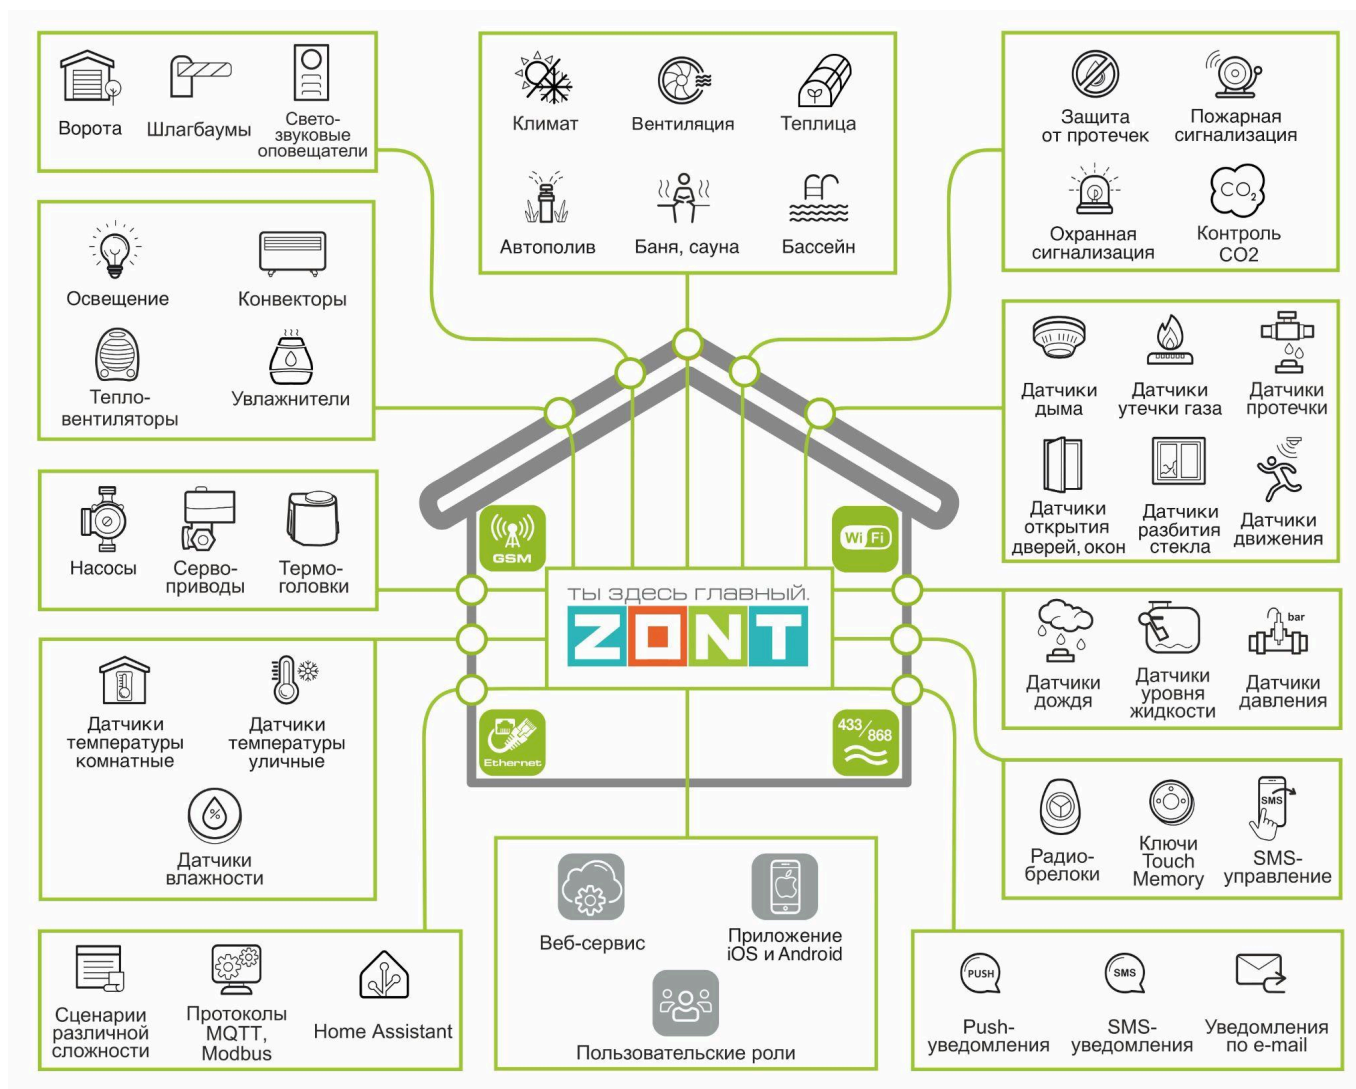 Ворота
Шлагбаумы
Свето-
звуковые
оповещатели
Климат
Вентиляция
Теплица
Автополив
Баня, сауна
Бассейн
Защита
от протечек
Пожарная
сигнализация
Охранная
сигнализация
CO2
Контроль
CO2
Освещение
Конвекторы
Тепло-
вентиляторы
Увлажнители
Датчики
дыма
Датчики
утечки газа
Датчики
протечки
Датчики
открытия
дверей, окон
Датчики
разбития
стекла
Датчики
движения
Насосы
Серво-
приводы
Термо-
головки
GSM
WiFi
ты здесь главный.
ZONT
Ethernet
433/868
Датчики
температуры
комнатные
Датчики
температуры
уличные
%
Датчики
влажности
Датчики
дождя
Датчики
уровня
жидкости
bar
Датчики
давления
Радио-
брелоки
Ключи
Touch
Memory
SMS
SMS-
управление
Сценарии
различной
сложности
Протоколы
MQTT,
Modbus
Home Assistant
Веб-сервис
Приложение
iOS и Android
Пользовательские роли
PUSH
Push-
уведомления
SMS
SMS-
уведомления
Уведомления
по e-mail